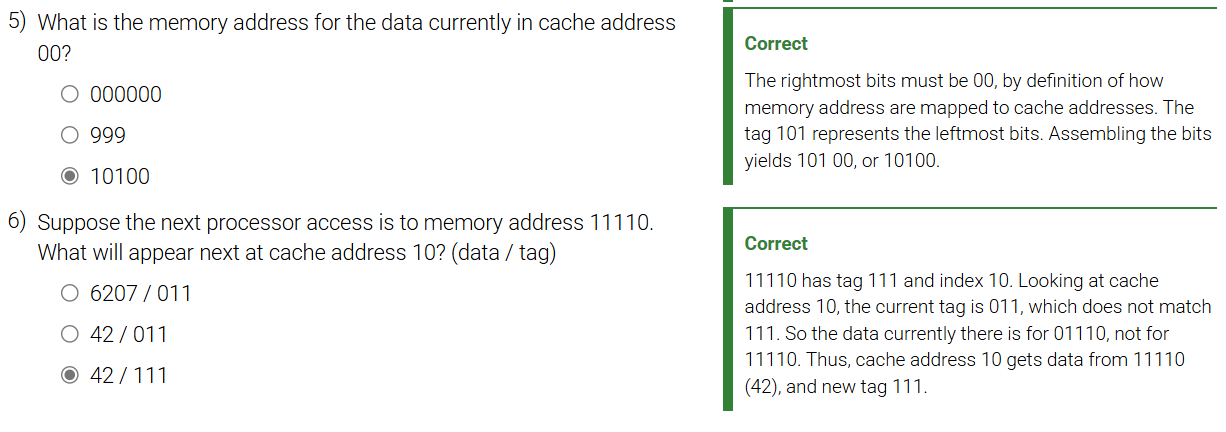 5) What is the memory address for the data currently in cache address
00?
000000
999
10100
Correct
The rightmost bits must be 00, by definition of how
memory address are mapped to cache addresses. The
tag 101 represents the leftmost bits. Assembling the bits
yields 101 00, or 10100.
6) Suppose the next processor access is to memory address 11110.
What will appear next at cache address 10? (data / tag)
6207 / 011
42 / 011
42 / 111
Correct
11110 has tag 111 and index 10. Looking at cache
address 10, the current tag is 011, which does not match
111. So the data currently there is for 01110, not for
11110. Thus, cache address 10 gets data from 11110
(42), and new tag 111.